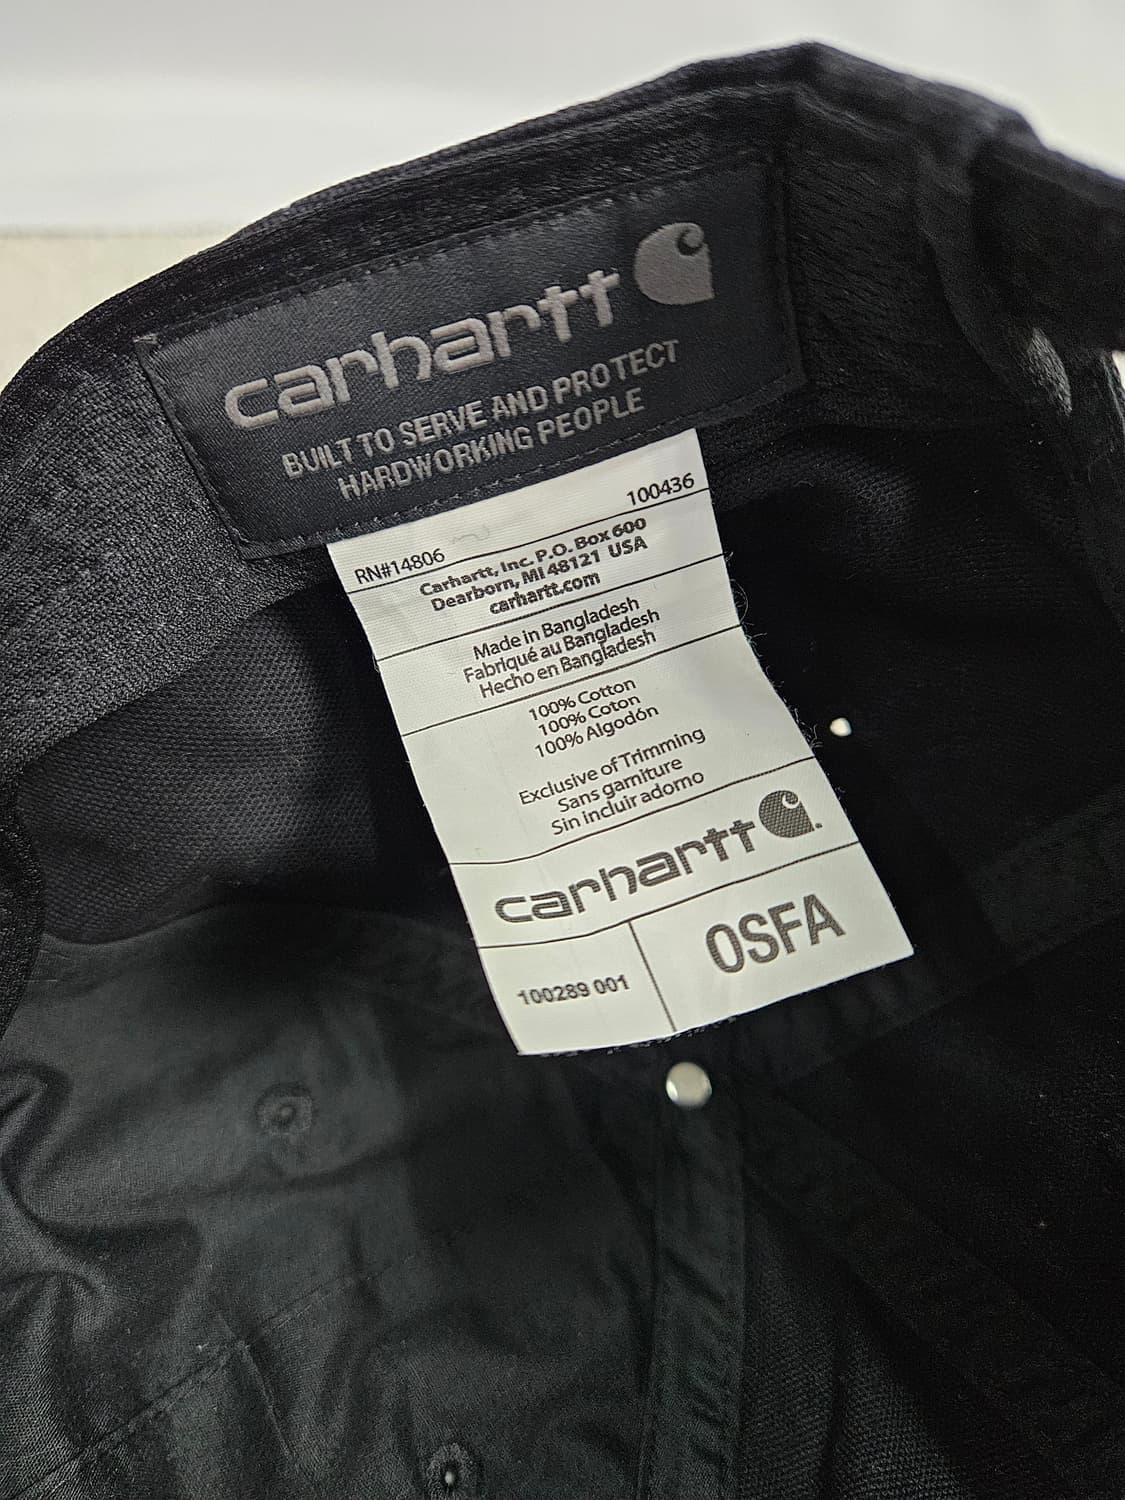 carhartt
BUILT TO SERVE AND PROTECT
HARDWORKING PEOPLE
RN#14806 100436
Carhartt, Inc. P.O. Box 600
Dearborn, MI 48121 USA
carhartt.com
Made in Bangladesh
Fabriqué au Bangladesh
Hecho en Bangladesh
100% Cotton
100% Coton
100% Algodón
Exclusive of Trimming
Sans garniture
Sin incluir adorno
carhartt
100289 001 OSFA